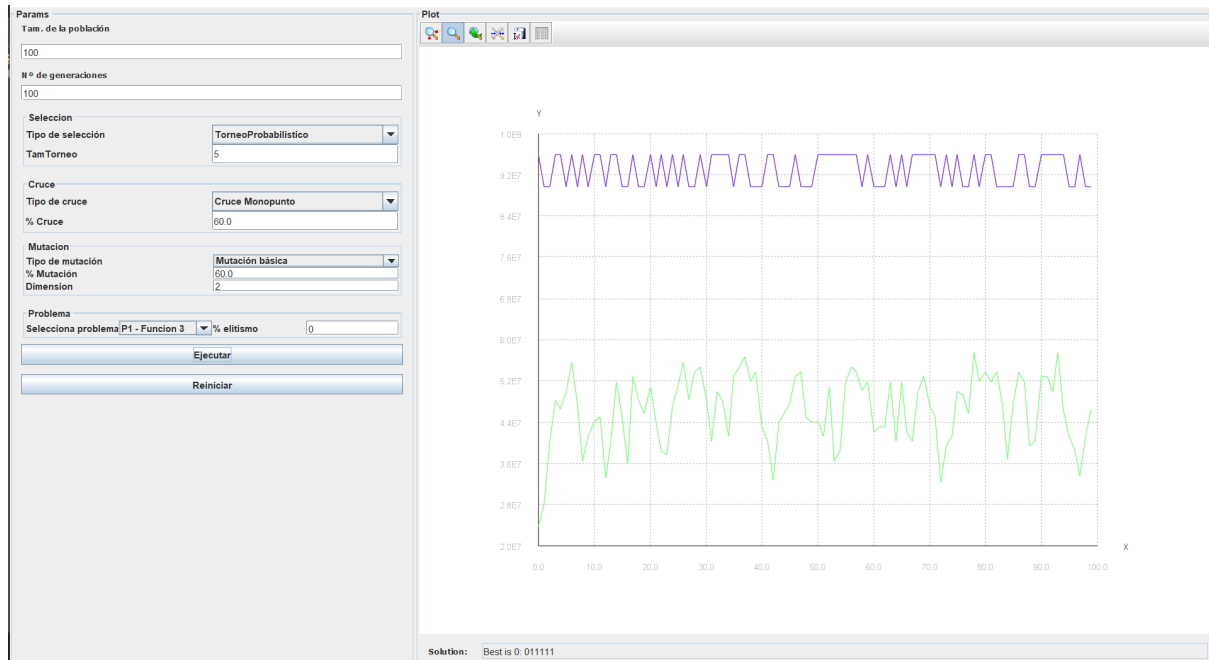 Params
Tam. de la población
100
Nº de generaciones
100
Seleccion
Tipo de selección TorneoProbabilistico
TamTorneo 5
Cruce
Tipo de cruce Cruce Monopunto
% Cruce 60.0
Mutacion
Tipo de mutación Mutación básica
% Mutación 60.0
Dimension 2
Problema
Selecciona problema P1 - Funcion 3 % elitismo 0
Ejecutar
Reiniciar
Plot
Y
1.0E8
9.2E7
8.4E7
7.6E7
6.8E7
6.0E7
5.2E7
4.4E7
3.6E7
2.8E7
2.0E7
X
0.0 10.0 20.0 30.0 40.0 50.0 60.0 70.0 80.0 90.0 100.0
Solution: Best is 0: 011111